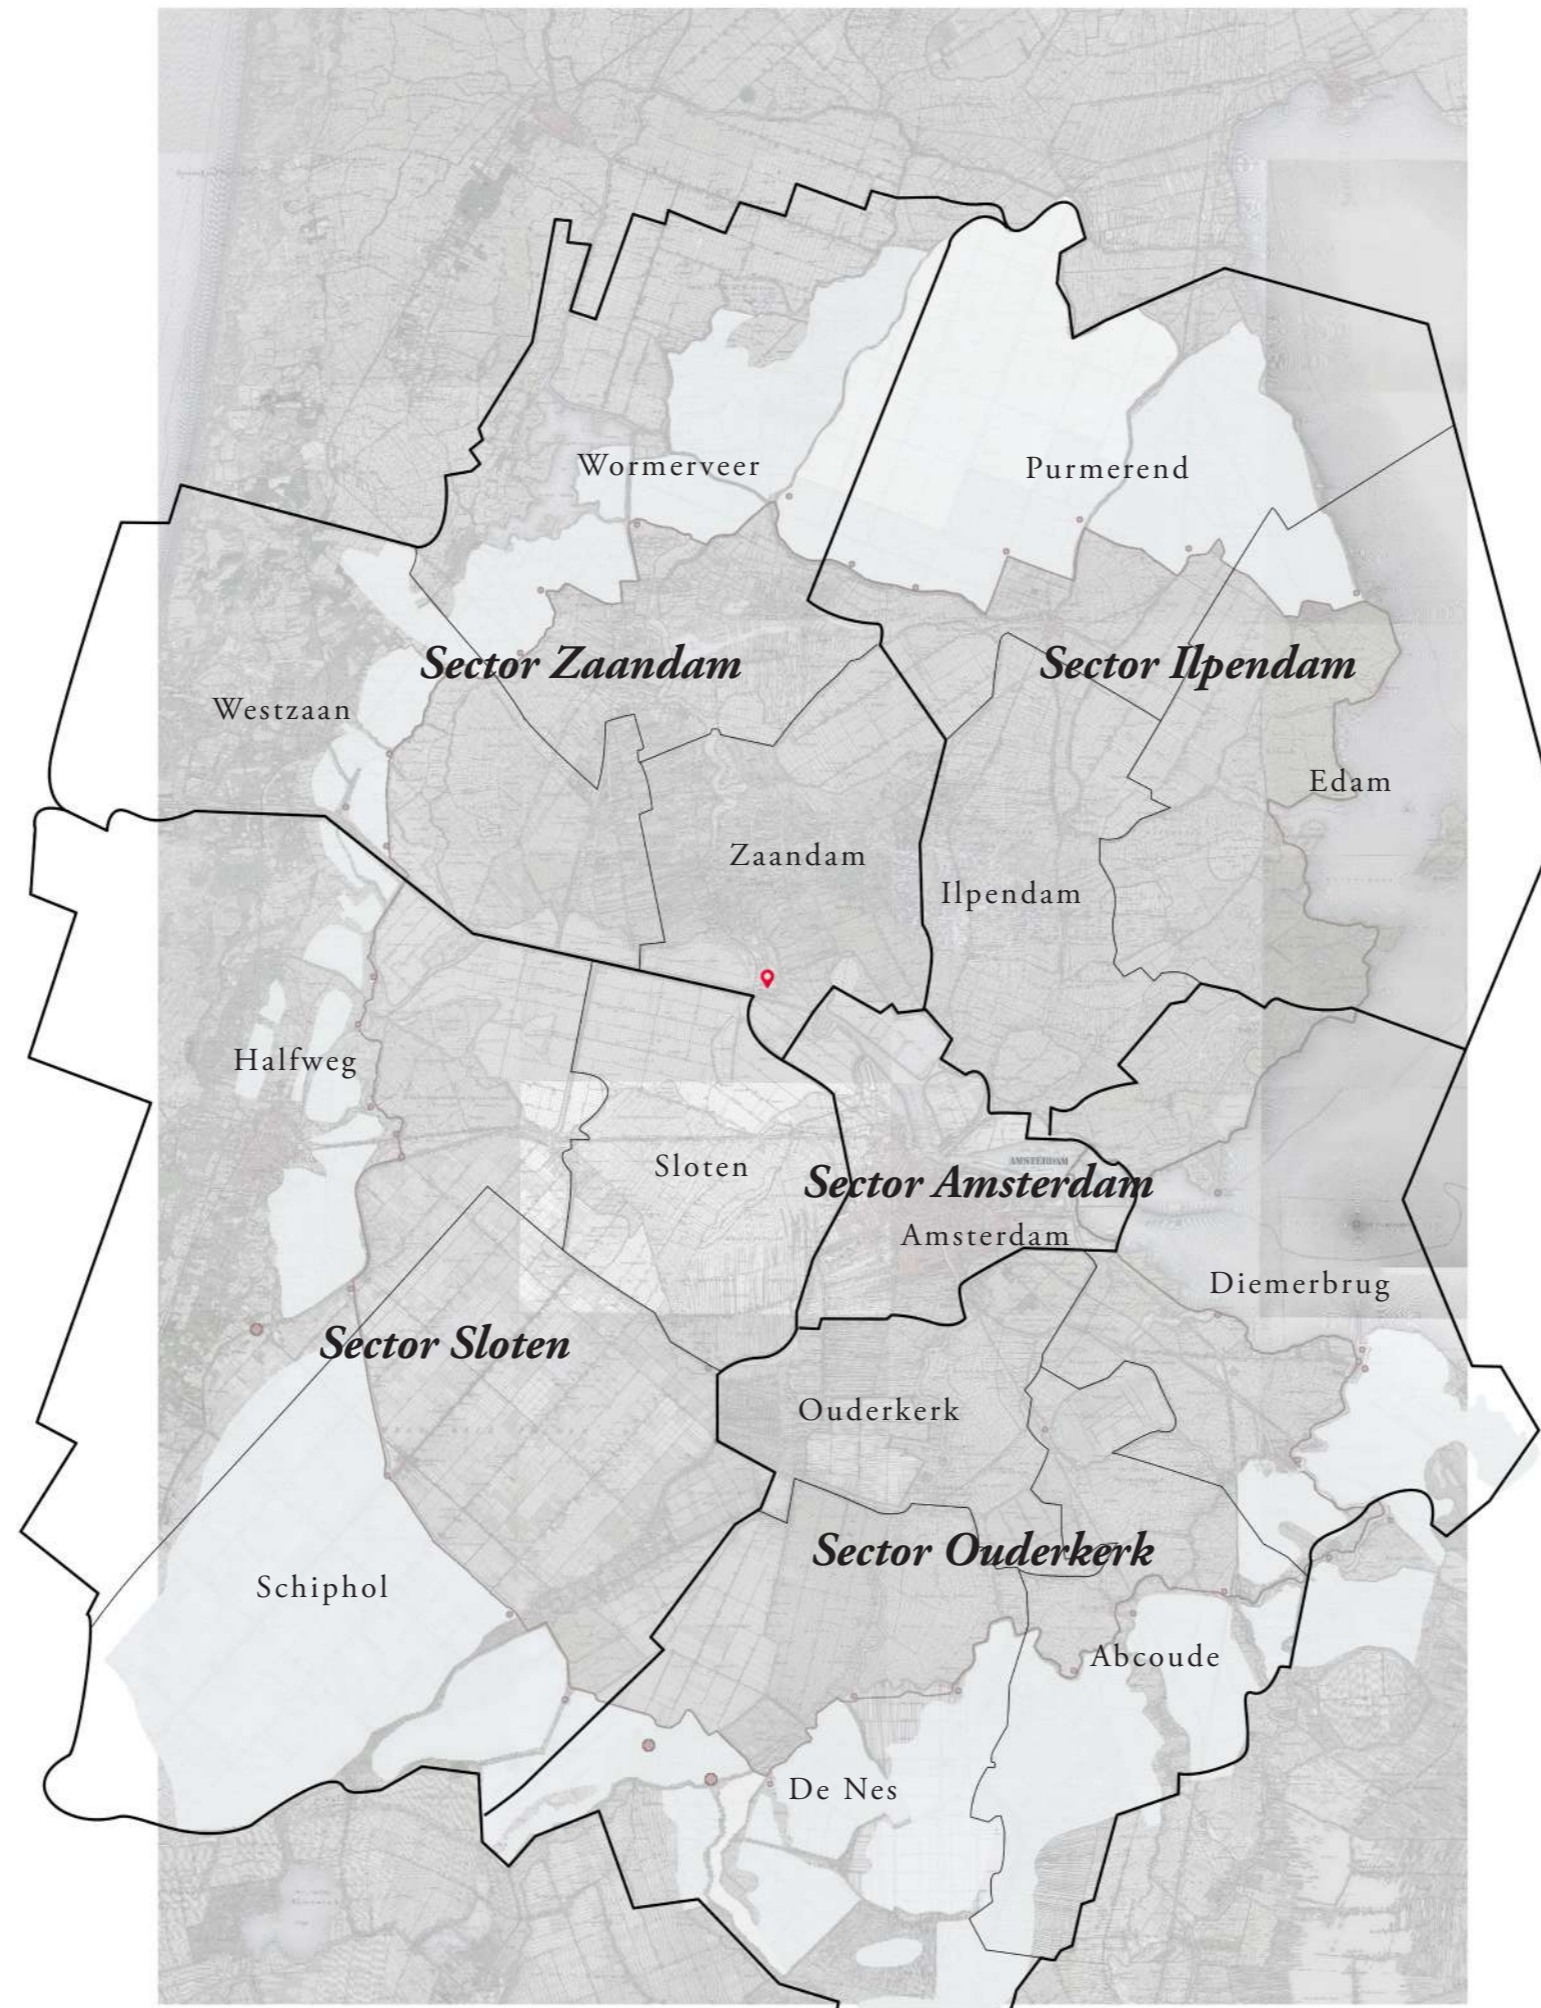 Wormerveer
Purmerend
Sector Zaandam
Sector Ilpendam
Westzaan
Edam
Zaandam
Ilpendam
Halfweg
Sloten
AMSTERDAM
Sector Amsterdam
Amsterdam
Diemerbrug
Sector Sloten
Ouderkerk
Sector Ouderkerk
Schiphol
Abcoude
De Nes